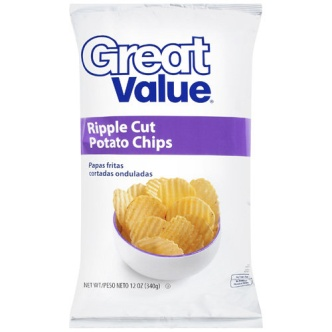 Great
Value
Ripple Cut
Potato Chips
Papas fritas
cortadas onduladas
NET WT/PESO NETO 12 OZ (340g)